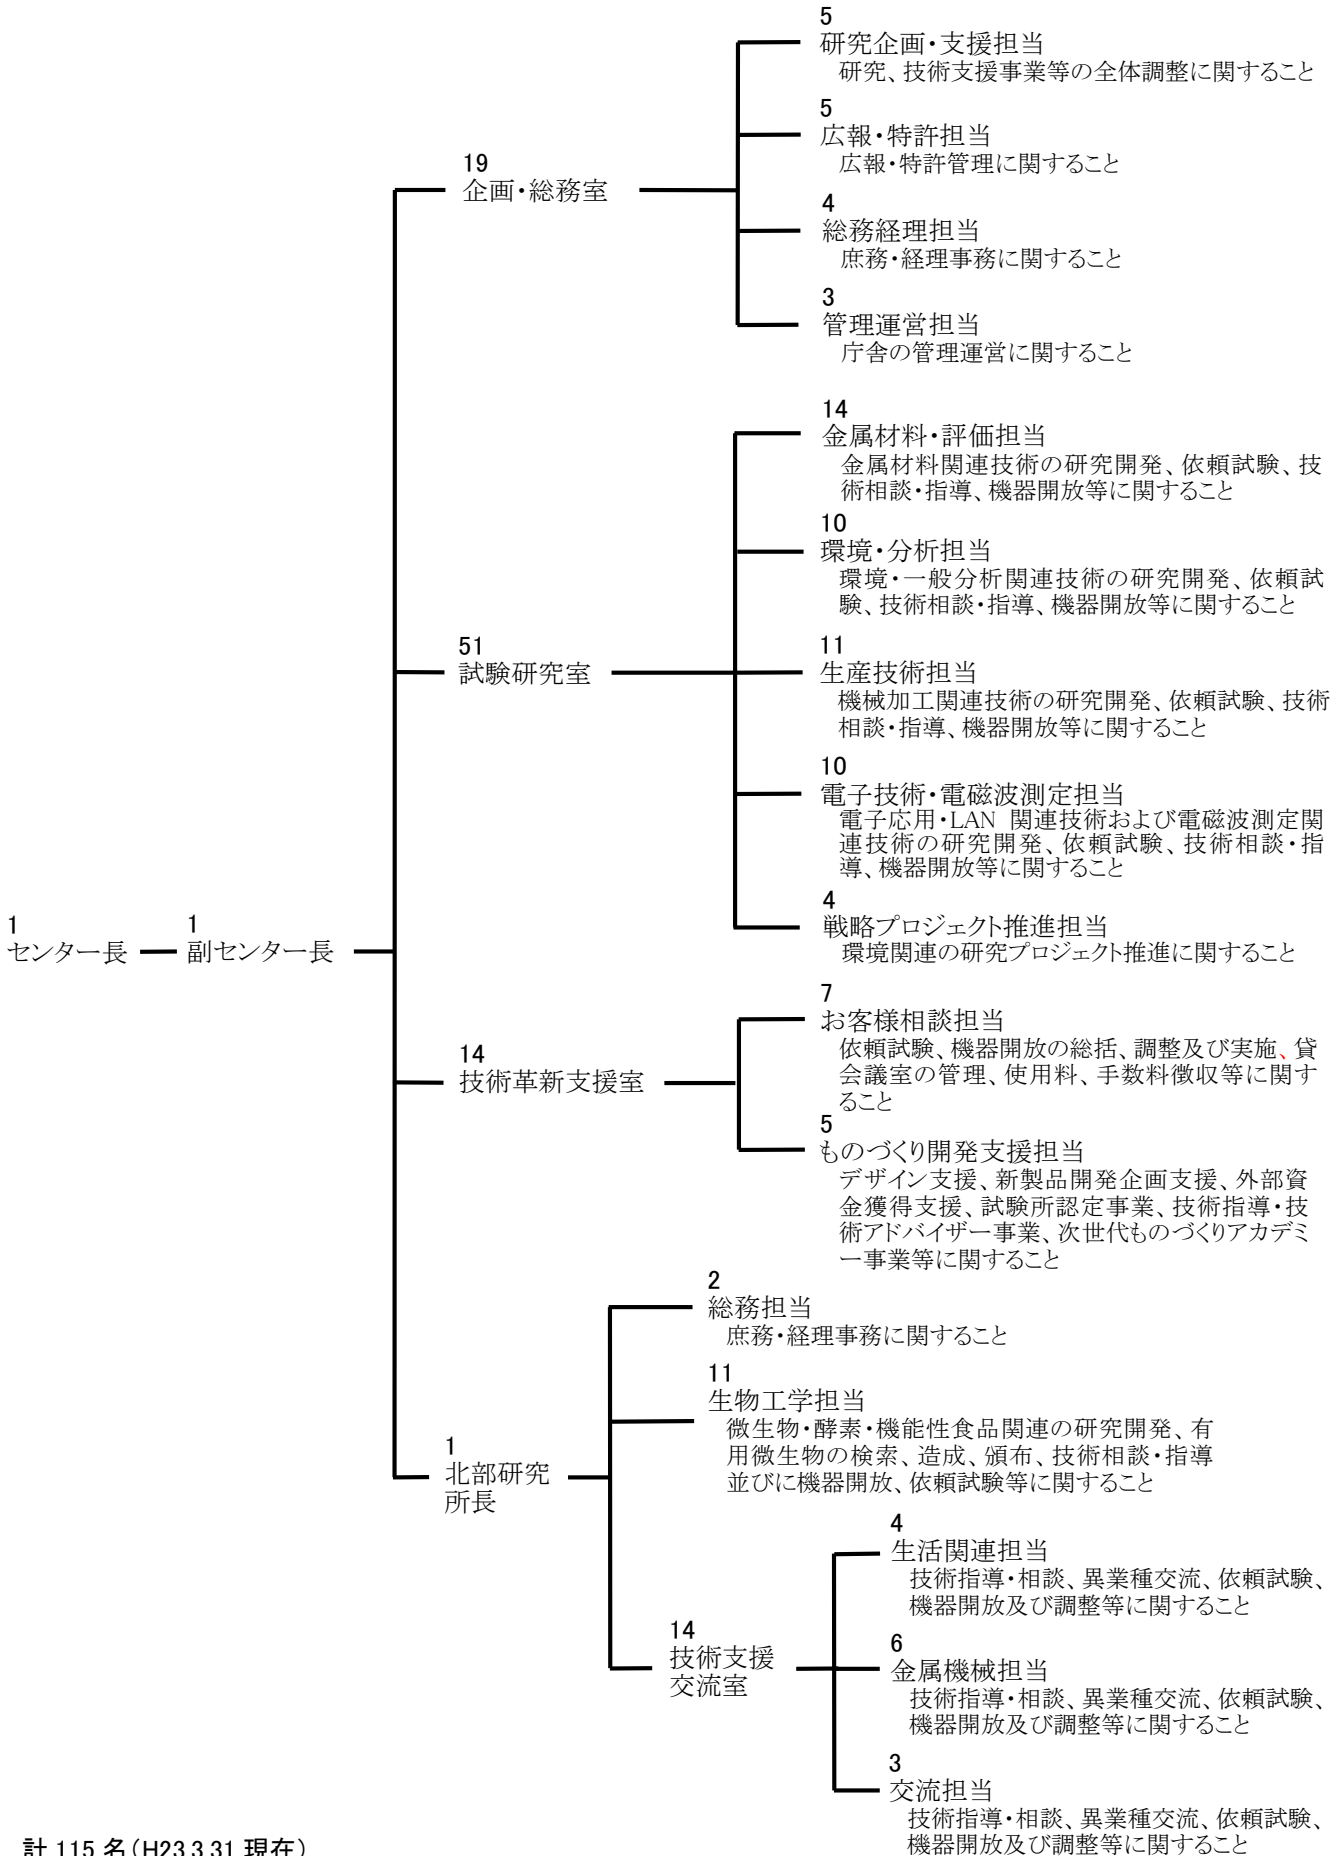 5
研究企画・支援担当
研究、技術支援事業等の全体調整に関すること
5
広報・特許担当
広報・特許管理に関すること
19
企画・総務室
4
総務経理担当
庶務・経理事務に関すること
3
管理運営担当
庁舎の管理運営に関すること
14
金属材料・評価担当
金属材料関連技術の研究開発、依頼試験、技
術相談・指導、機器開放等に関すること
10
環境・分析担当
環境・一般分析関連技術の研究開発、依頼試
験、技術相談・指導、機器開放等に関すること
51
試験研究室
11
生産技術担当
機械加工関連技術の研究開発、依頼試験、技術
相談・指導、機器開放等に関すること
10
電子技術・電磁波測定担当
電子応用・LAN 関連技術および電磁波測定関
連技術の研究開発、依頼試験、技術相談・指
導、機器開放等に関すること
4
戦略プロジェクト推進担当
環境関連の研究プロジェクト推進に関すること
1
センター長
1
副センター長
7
お客様相談担当
依頼試験、機器開放の総括、調整及び実施、貸
会議室の管理、使用料、手数料徴収等に関す
ること
14
技術革新支援室
5
ものづくり開発支援担当
デザイン支援、新製品開発企画支援、外部資
金獲得支援、試験所認定事業、技術指導・技
術アドバイザー事業、次世代ものづくりアカデミ
ー事業等に関すること
2
総務担当
庶務・経理事務に関すること
11
生物工学担当
微生物・酵素・機能性食品関連の研究開発、有
用微生物の検索、造成、頒布、技術相談・指導
並びに機器開放、依頼試験等に関すること
1
北部研究
所長
4
生活関連担当
技術指導・相談、異業種交流、依頼試験、
機器開放及び調整等に関すること
14
技術支援
交流室
6
金属機械担当
技術指導・相談、異業種交流、依頼試験、
機器開放及び調整等に関すること
3
交流担当
技術指導・相談、異業種交流、依頼試験、
機器開放及び調整等に関すること
計 115 名（H23.3.31 現在）